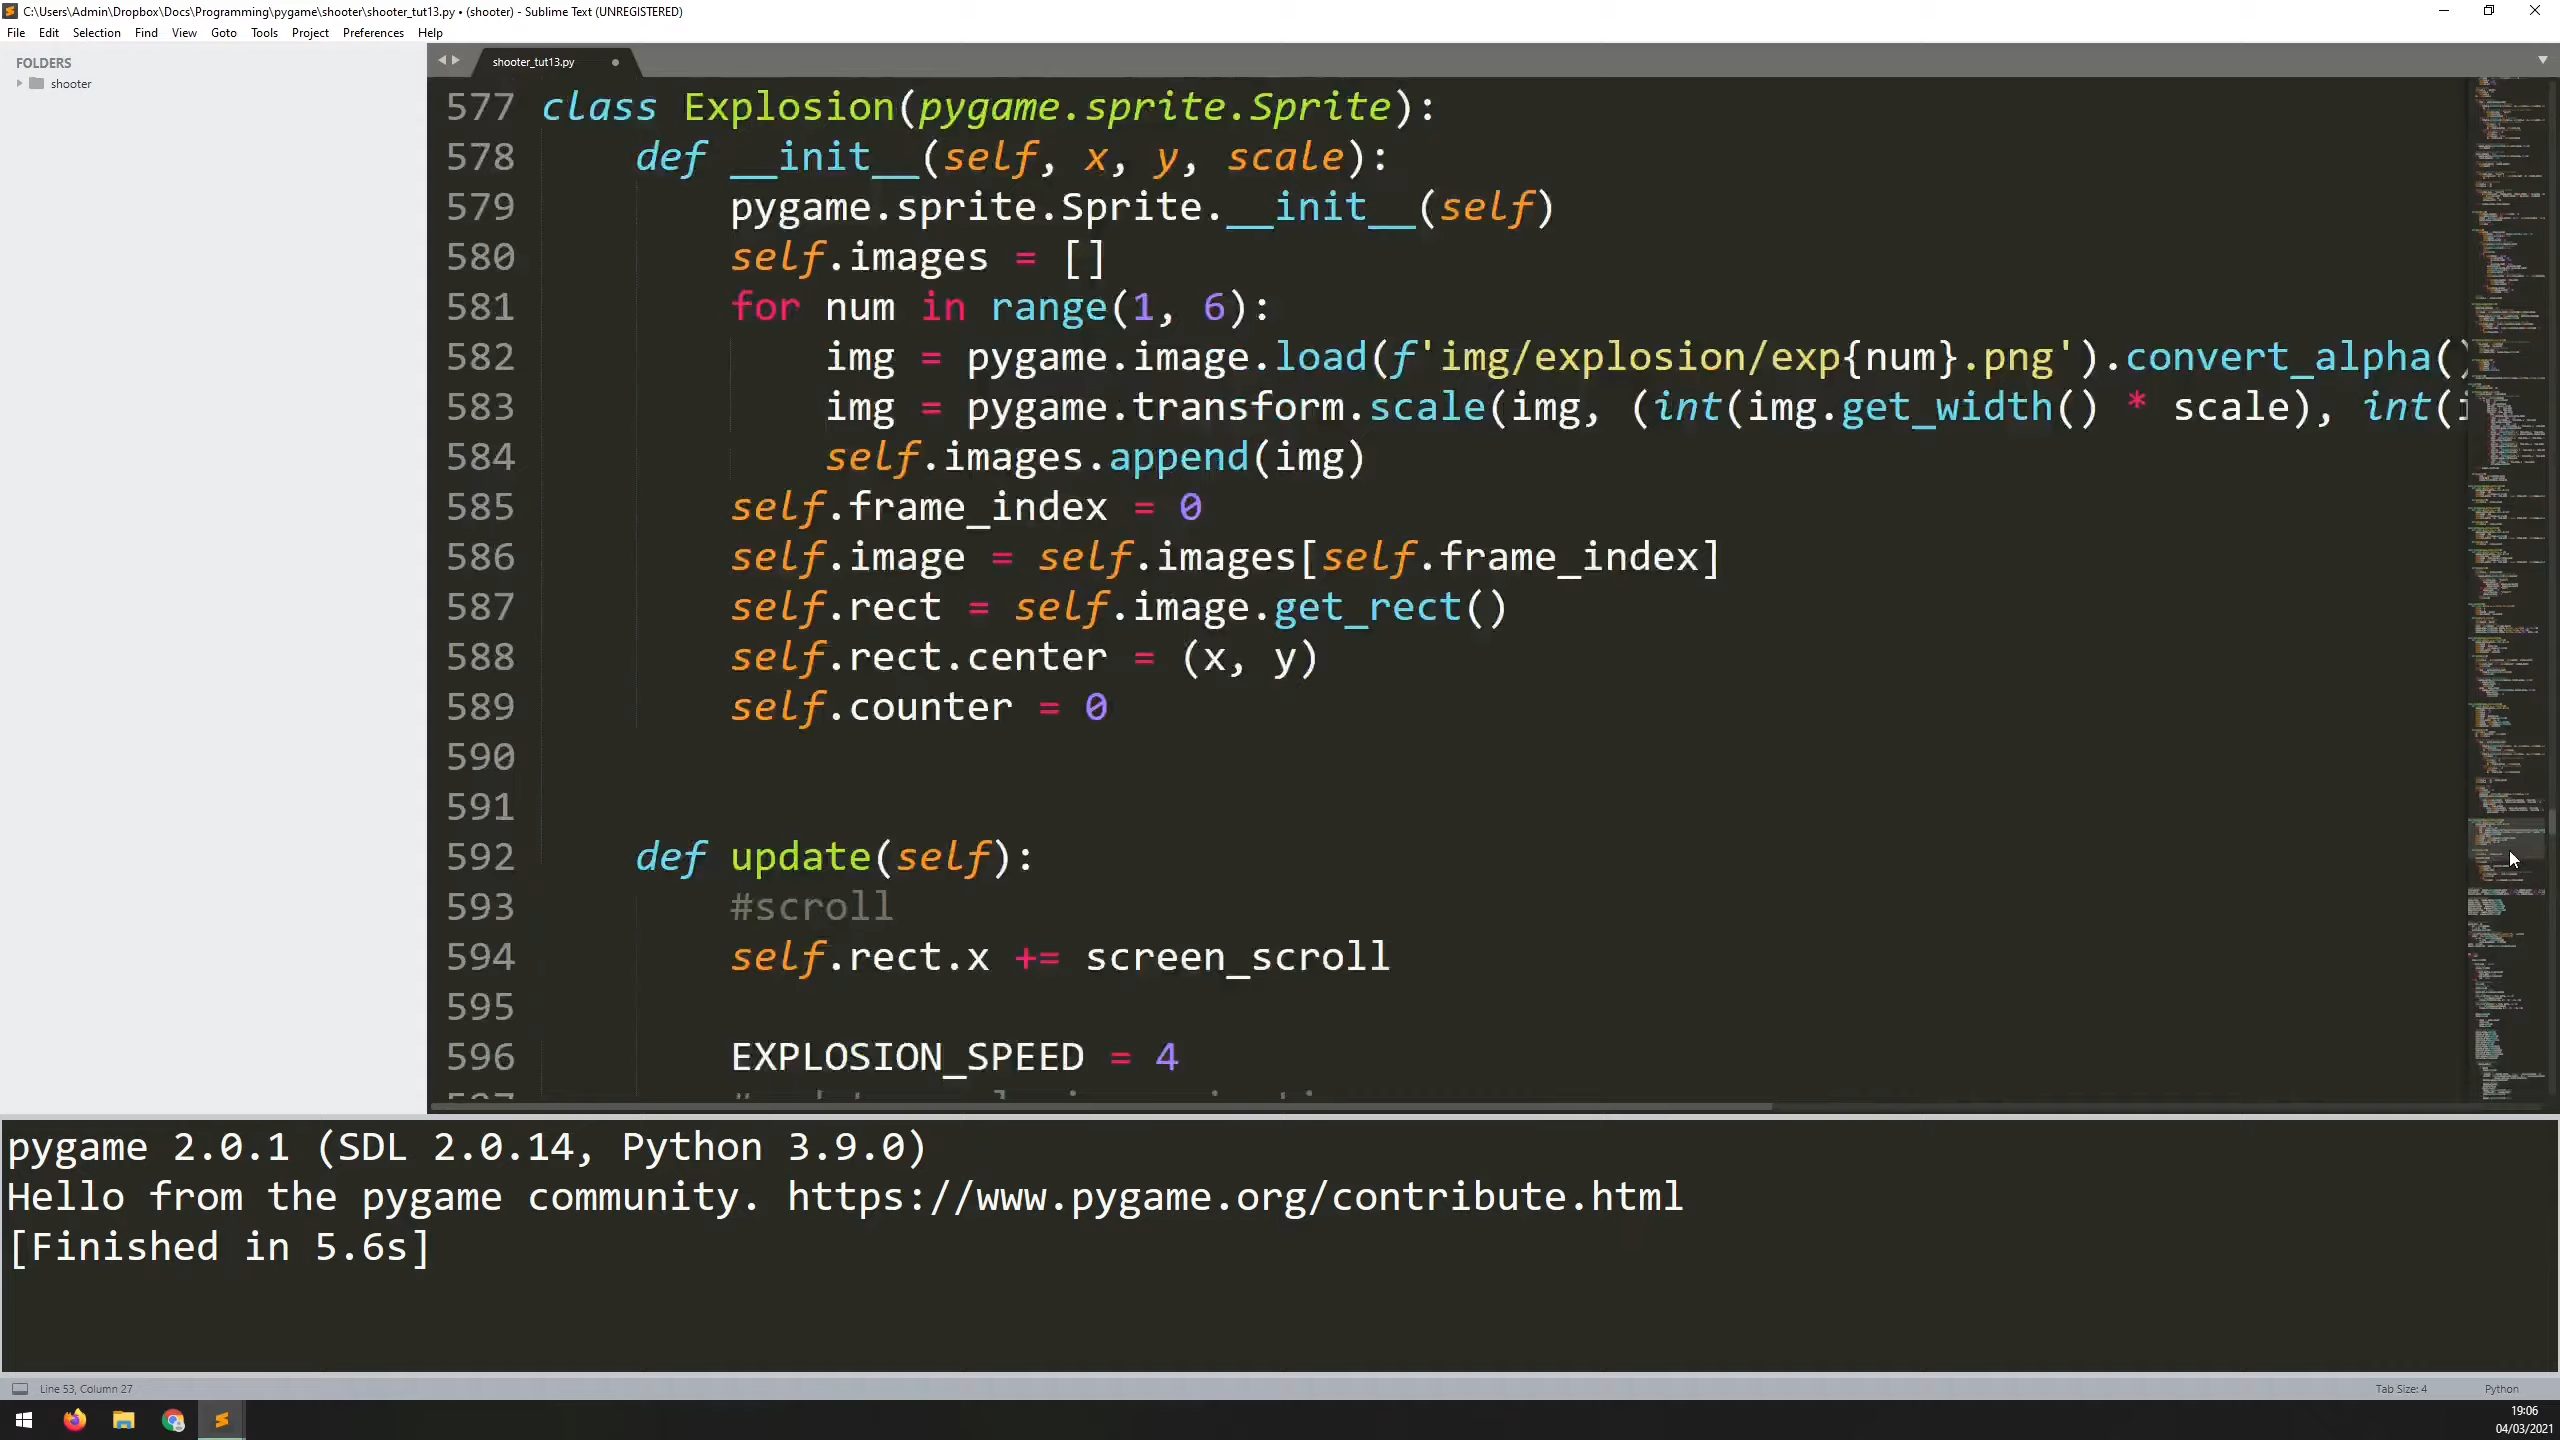 C:\Users\Admin\Dropbox\Docs\Programming\pygame\shooter\shooter_tut13.py • (shooter) - Sublime Text (UNREGISTERED)
File Edit Selection Find View Goto Tools Project Preferences Help
FOLDERS
shooter
shooter_tut13.py
577 class Explosion(pygame.sprite.Sprite):
578 def __init__(self, x, y, scale):
579 pygame.sprite.Sprite.__init__(self)
580 self.images = []
581 for num in range(1, 6):
582 img = pygame.image.load(f'img/explosion/exp{num}.png').convert_alpha()
583 img = pygame.transform.scale(img, (int(img.get_width() * scale), int(i
584 self.images.append(img)
585 self.frame_index = 0
586 self.image = self.images[self.frame_index]
587 self.rect = self.image.get_rect()
588 self.rect.center = (x, y)
589 self.counter = 0
590
591
592 def update(self):
593 #scroll
594 self.rect.x += screen_scroll
595
596 EXPLOSION_SPEED = 4
pygame 2.0.1 (SDL 2.0.14, Python 3.9.0)
Hello from the pygame community. https://www.pygame.org/contribute.html
[Finished in 5.6s]
Line 53, Column 27
Tab Size: 4
Python
19:06
04/03/2021